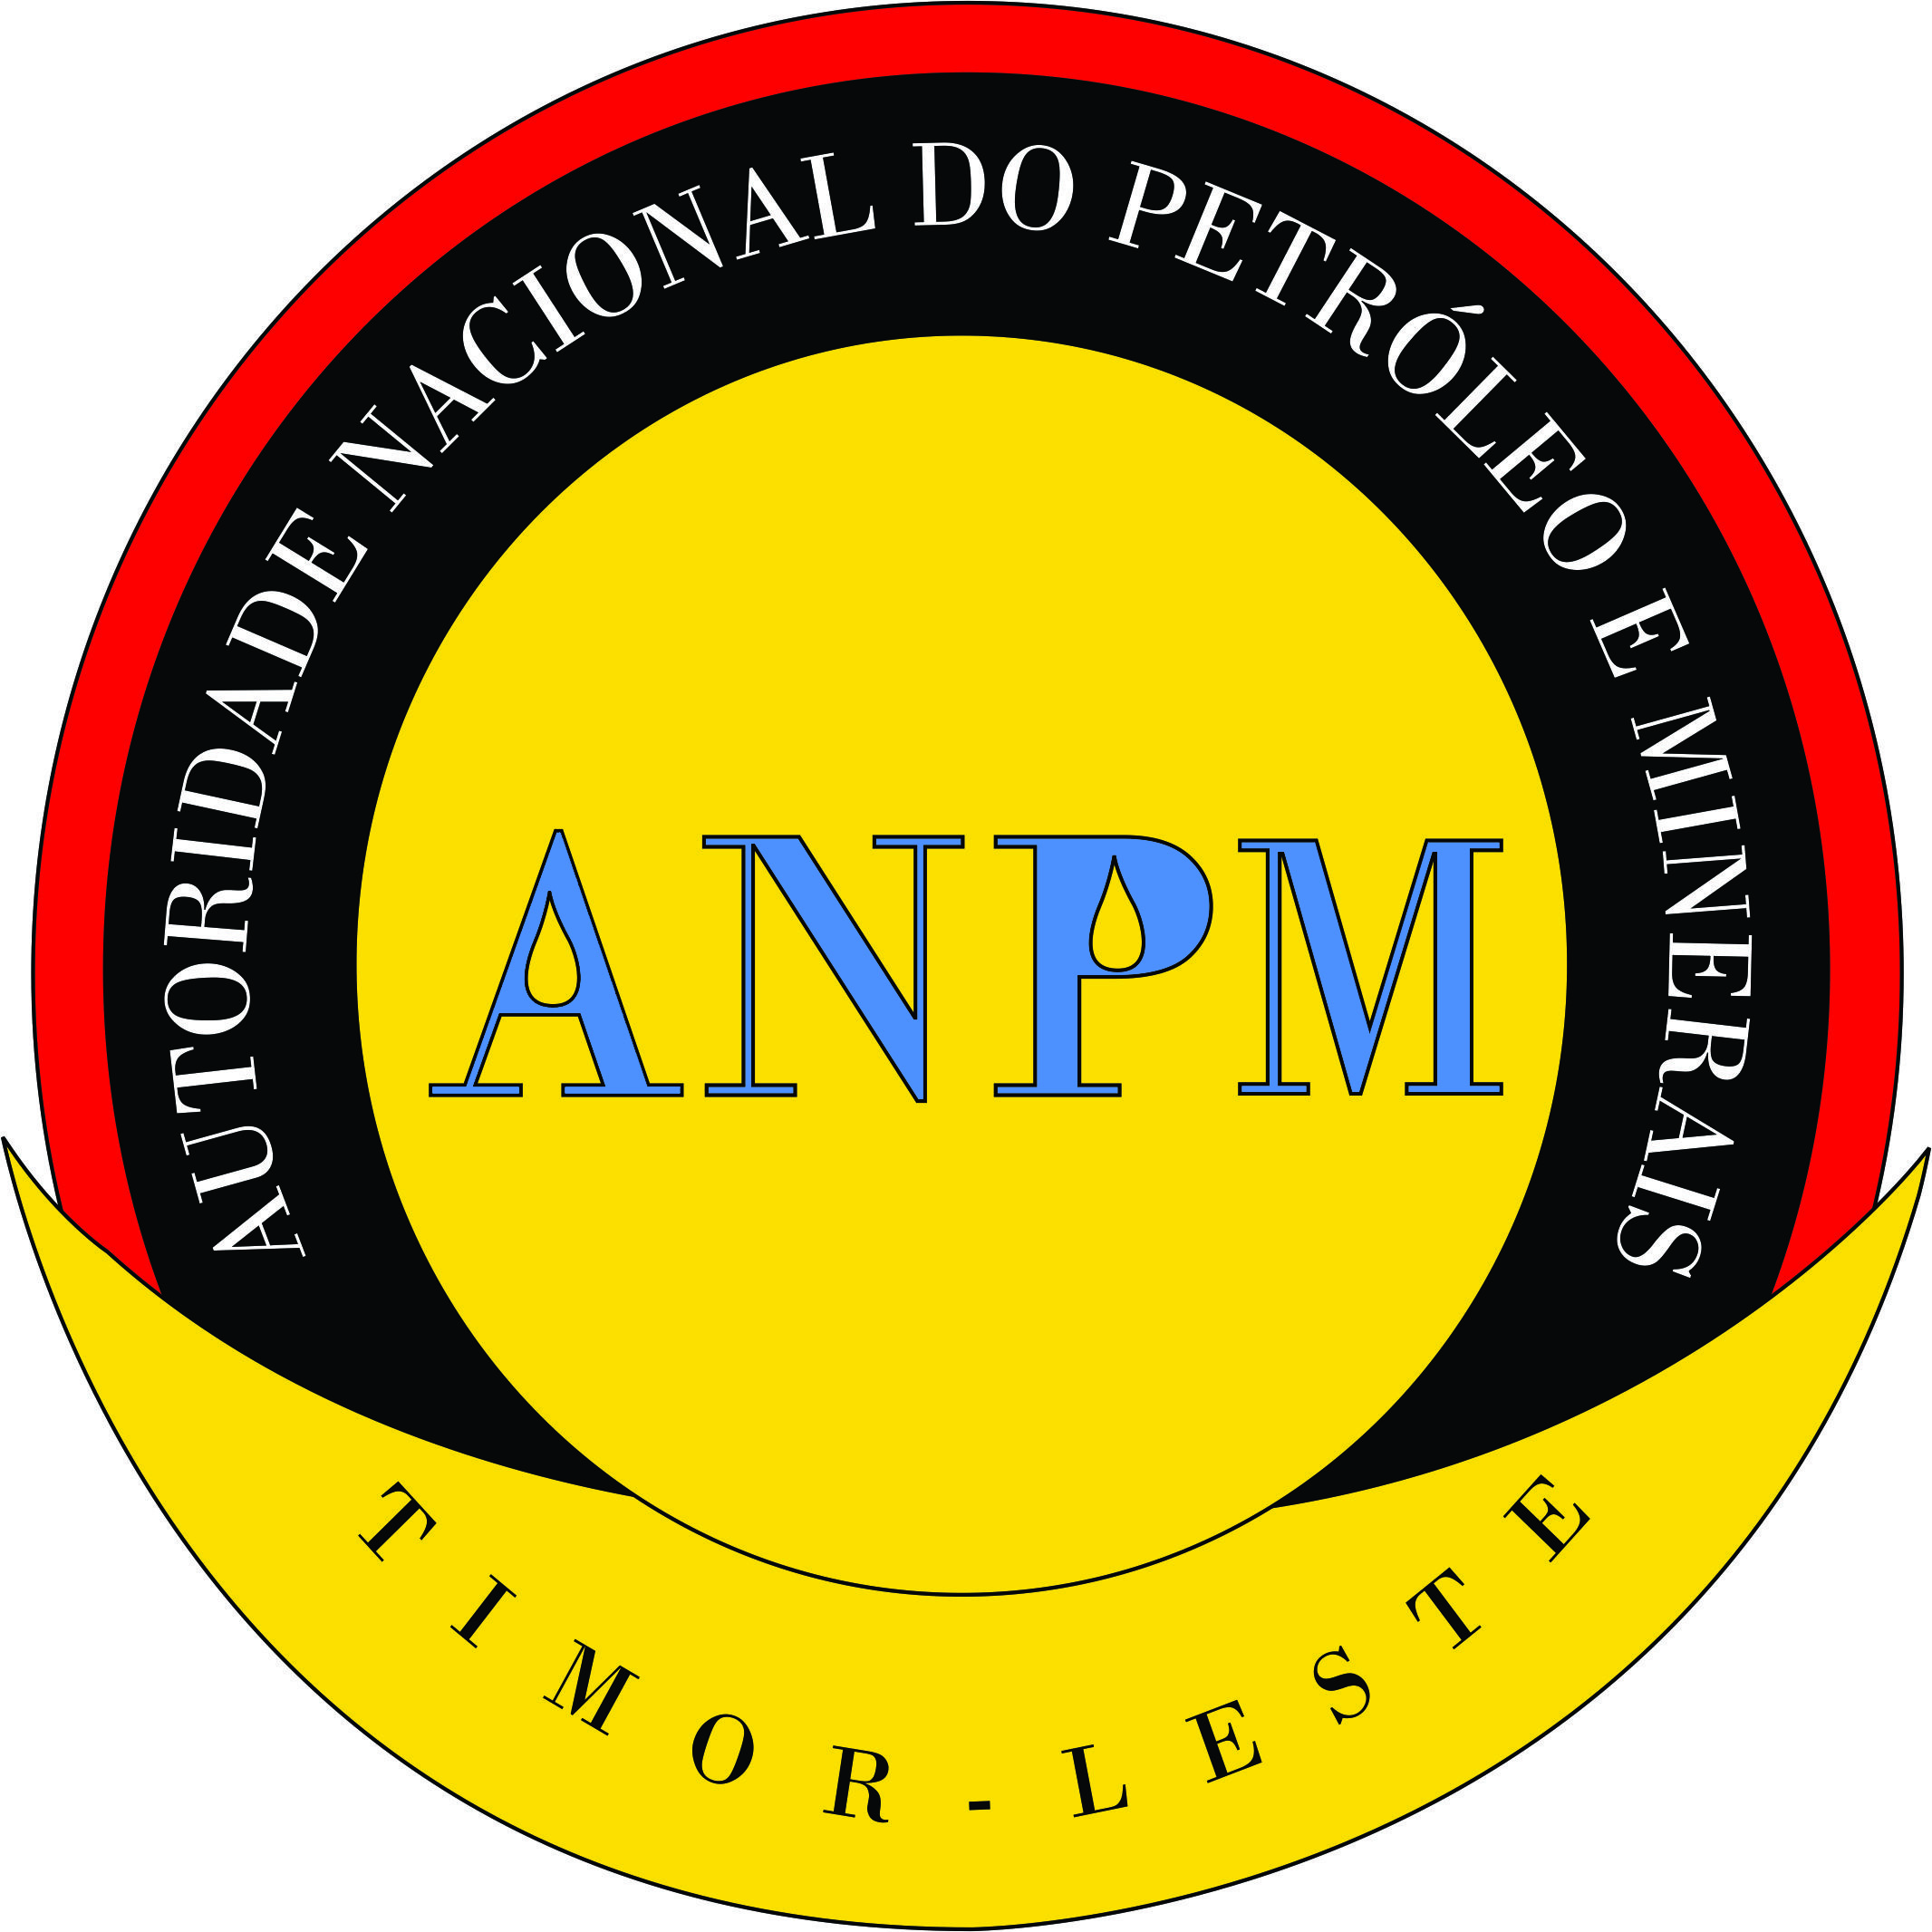 AUTORIDADE NACIONAL DO PETRÓLEO E MINERAIS
ANPM
TIMOR-LESTE